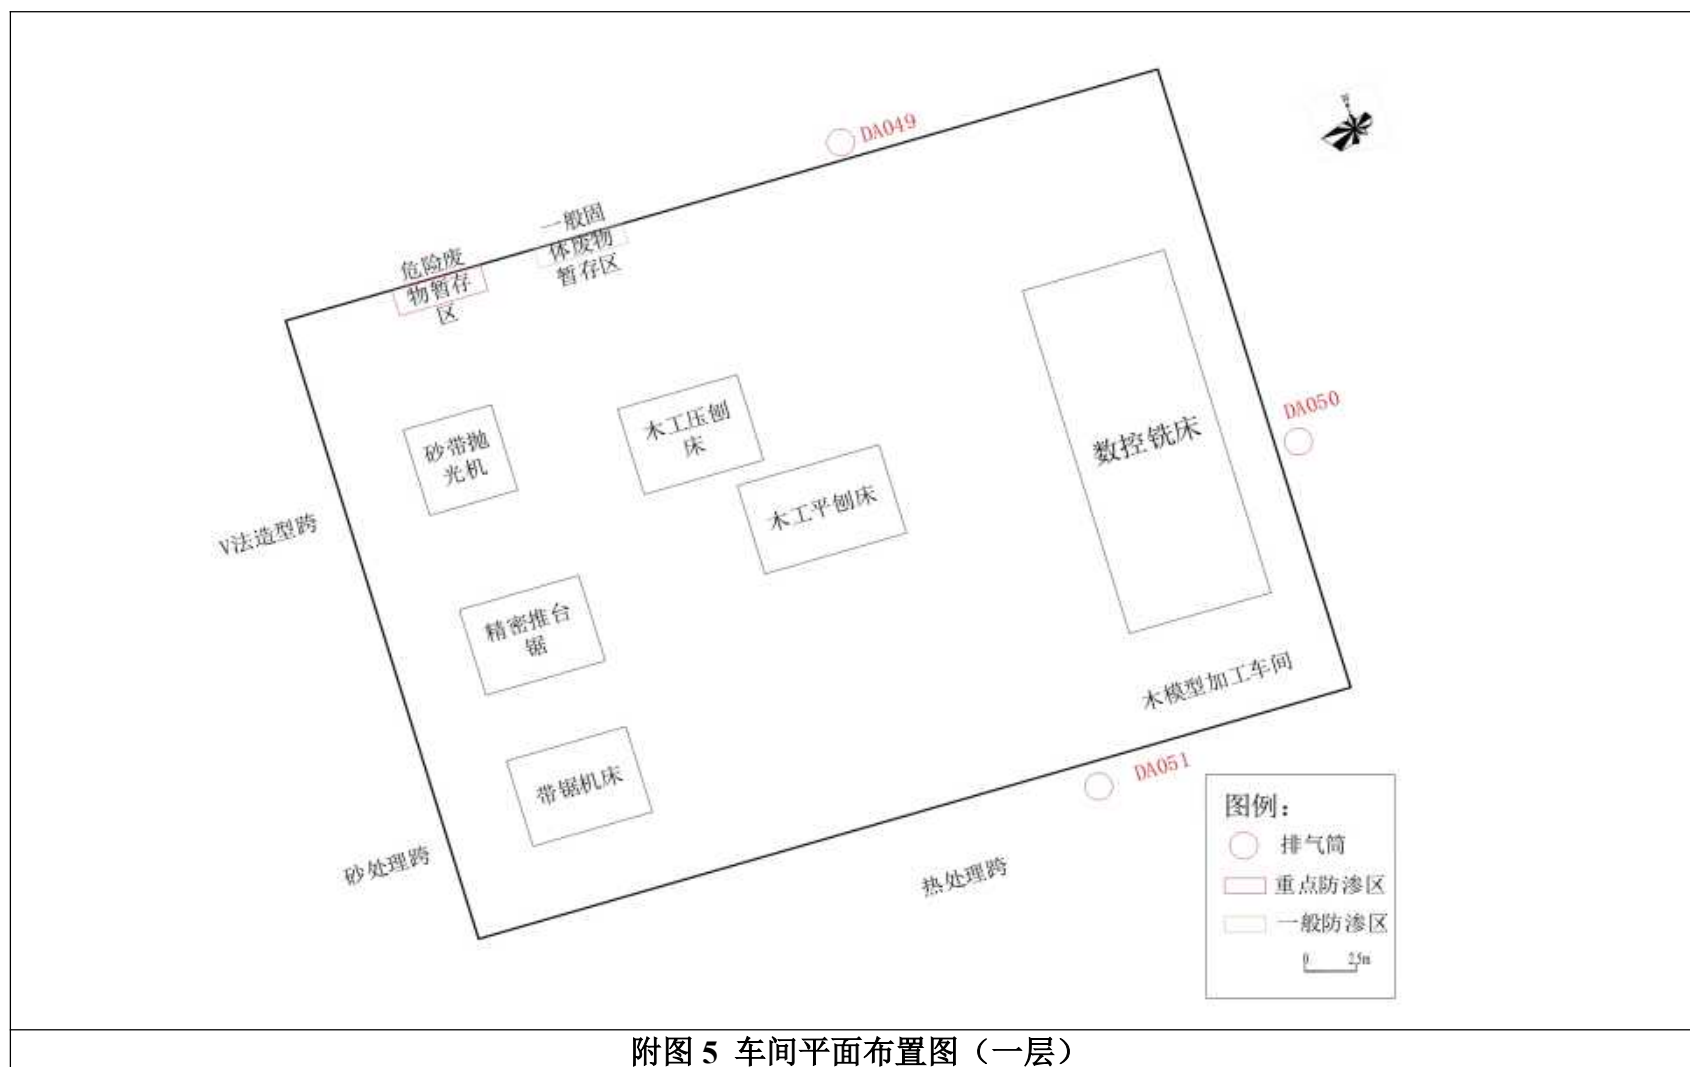 DA049
一般固
体废物
暂存区
危险废
物暂存
区
DA050
木工压刨
床
砂带抛
光机
数控铣床
木工平刨床
V法造型跨
精密推台
锯
木模型加工车间
DA051
带锯机床
砂处理跨
热处理跨
图例：
排气筒
重点防渗区
一般防渗区
0 2.5m
附图 5 车间平面布置图（一层）